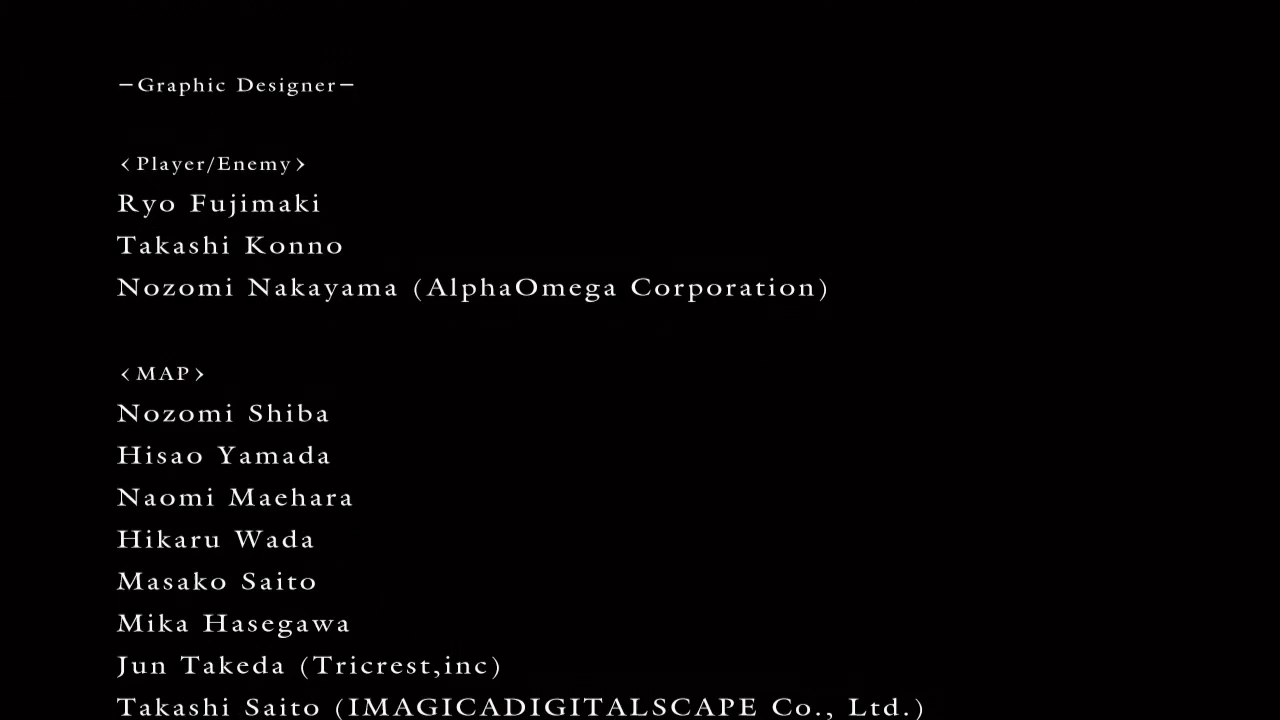 −Graphic Designer−
<Player/Enemy>
Ryo Fujimaki
Takashi Konno
Nozomi Nakayama (AlphaOmega Corporation)
<MAP>
Nozomi Shiba
Hisao Yamada
Naomi Maehara
Hikaru Wada
Masako Saito
Mika Hasegawa
Jun Takeda (Tricrest,inc)
Takashi Saito (IMAGICADIGITALSCAPE Co., Ltd.)